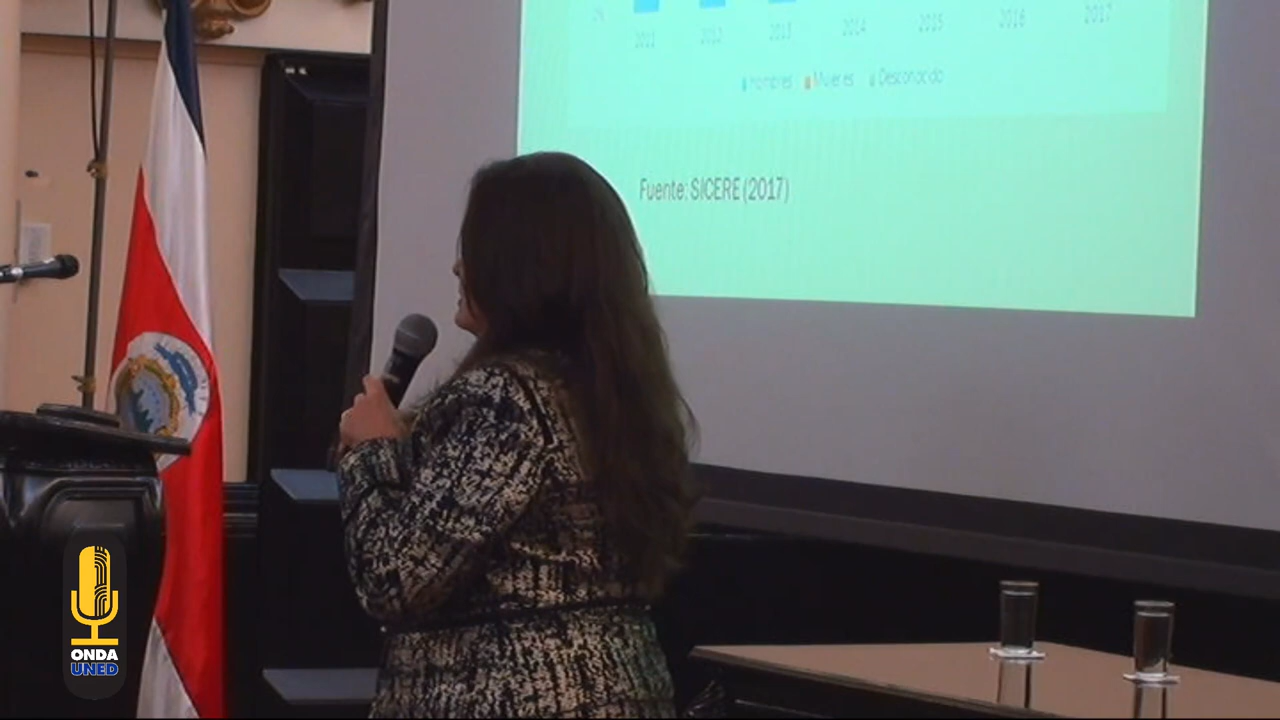 2011 2012 2013 2014 2015 2016 2017
Hombres Mujeres Desconocido
Fuente: SICERE (2017)
ONDA
UNED